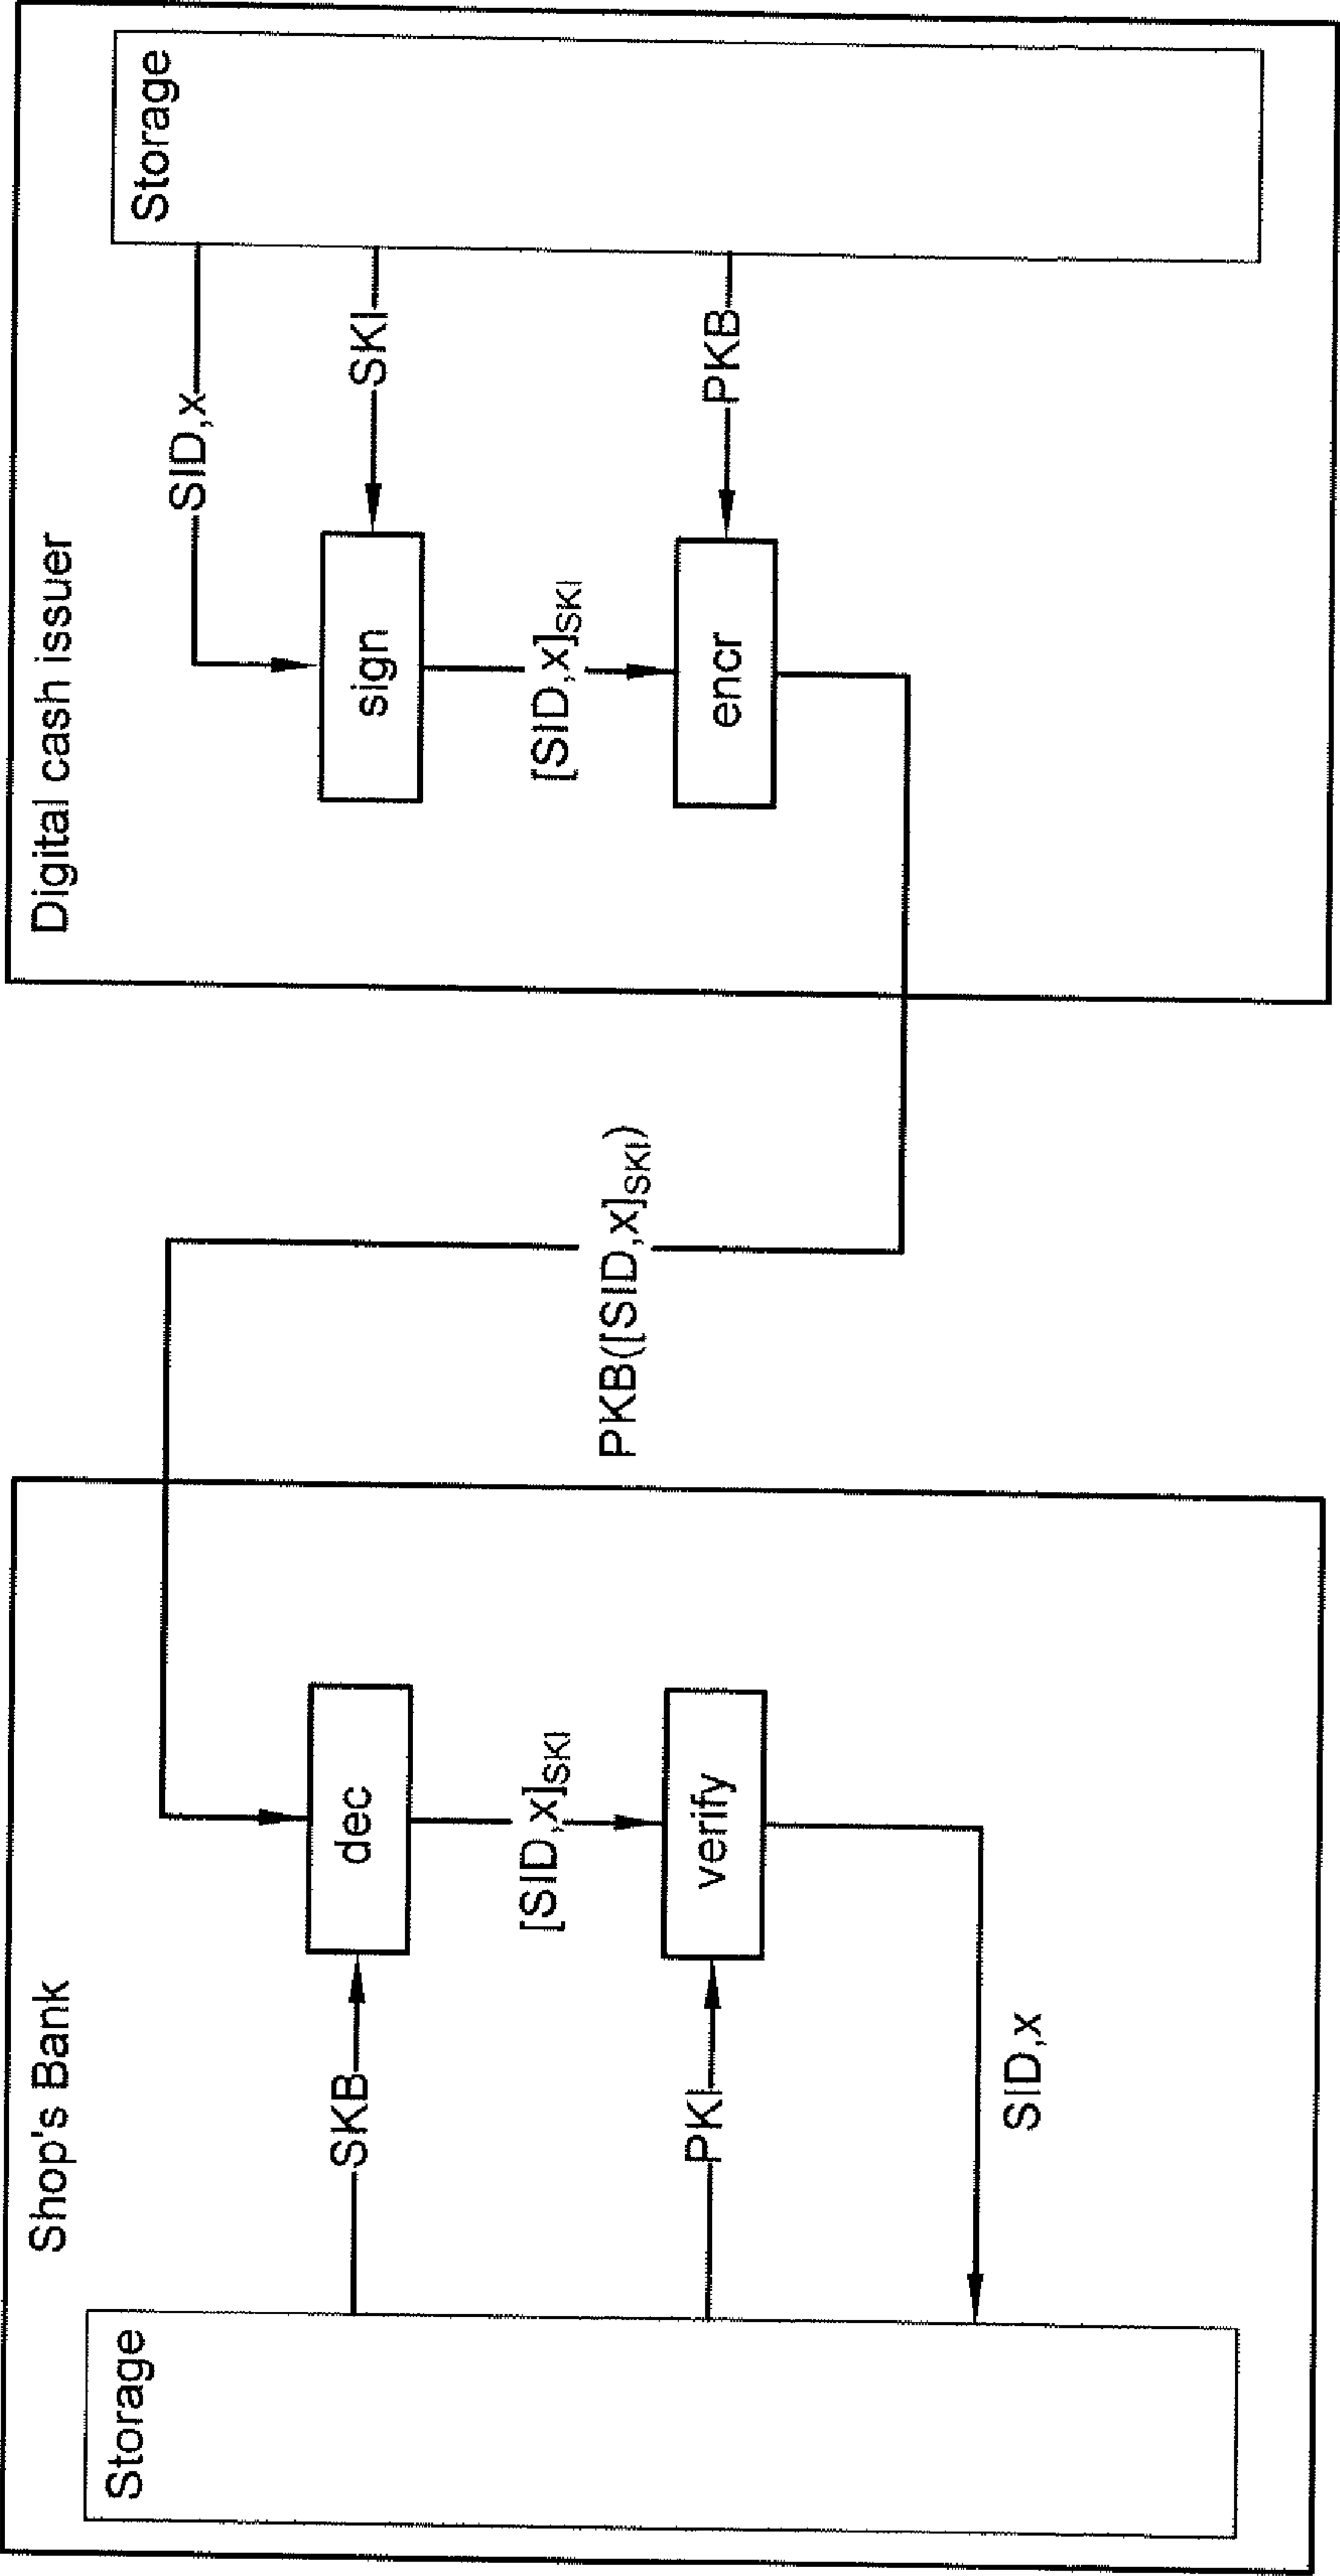 Shop's Bank
Storage
SKB
dec
[SID,x]SKI
PKI
verify
SID,x
PKB([SID,x]SKI)
Digital cash issuer
Storage
SID,x
SKI
sign
[SID,x]SKI
PKB
encr